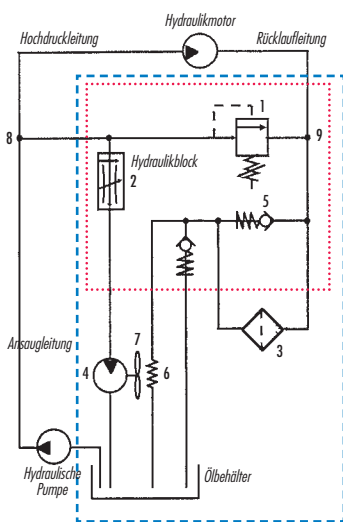 Hydraulikmotor
Hochdruckleitung
Rücklaufleitung
1
8
9
Hydraulikblock
2
5
Ansaugleitung
7
3
4
6
Hydraulische
Pumpe
Ölbehälter